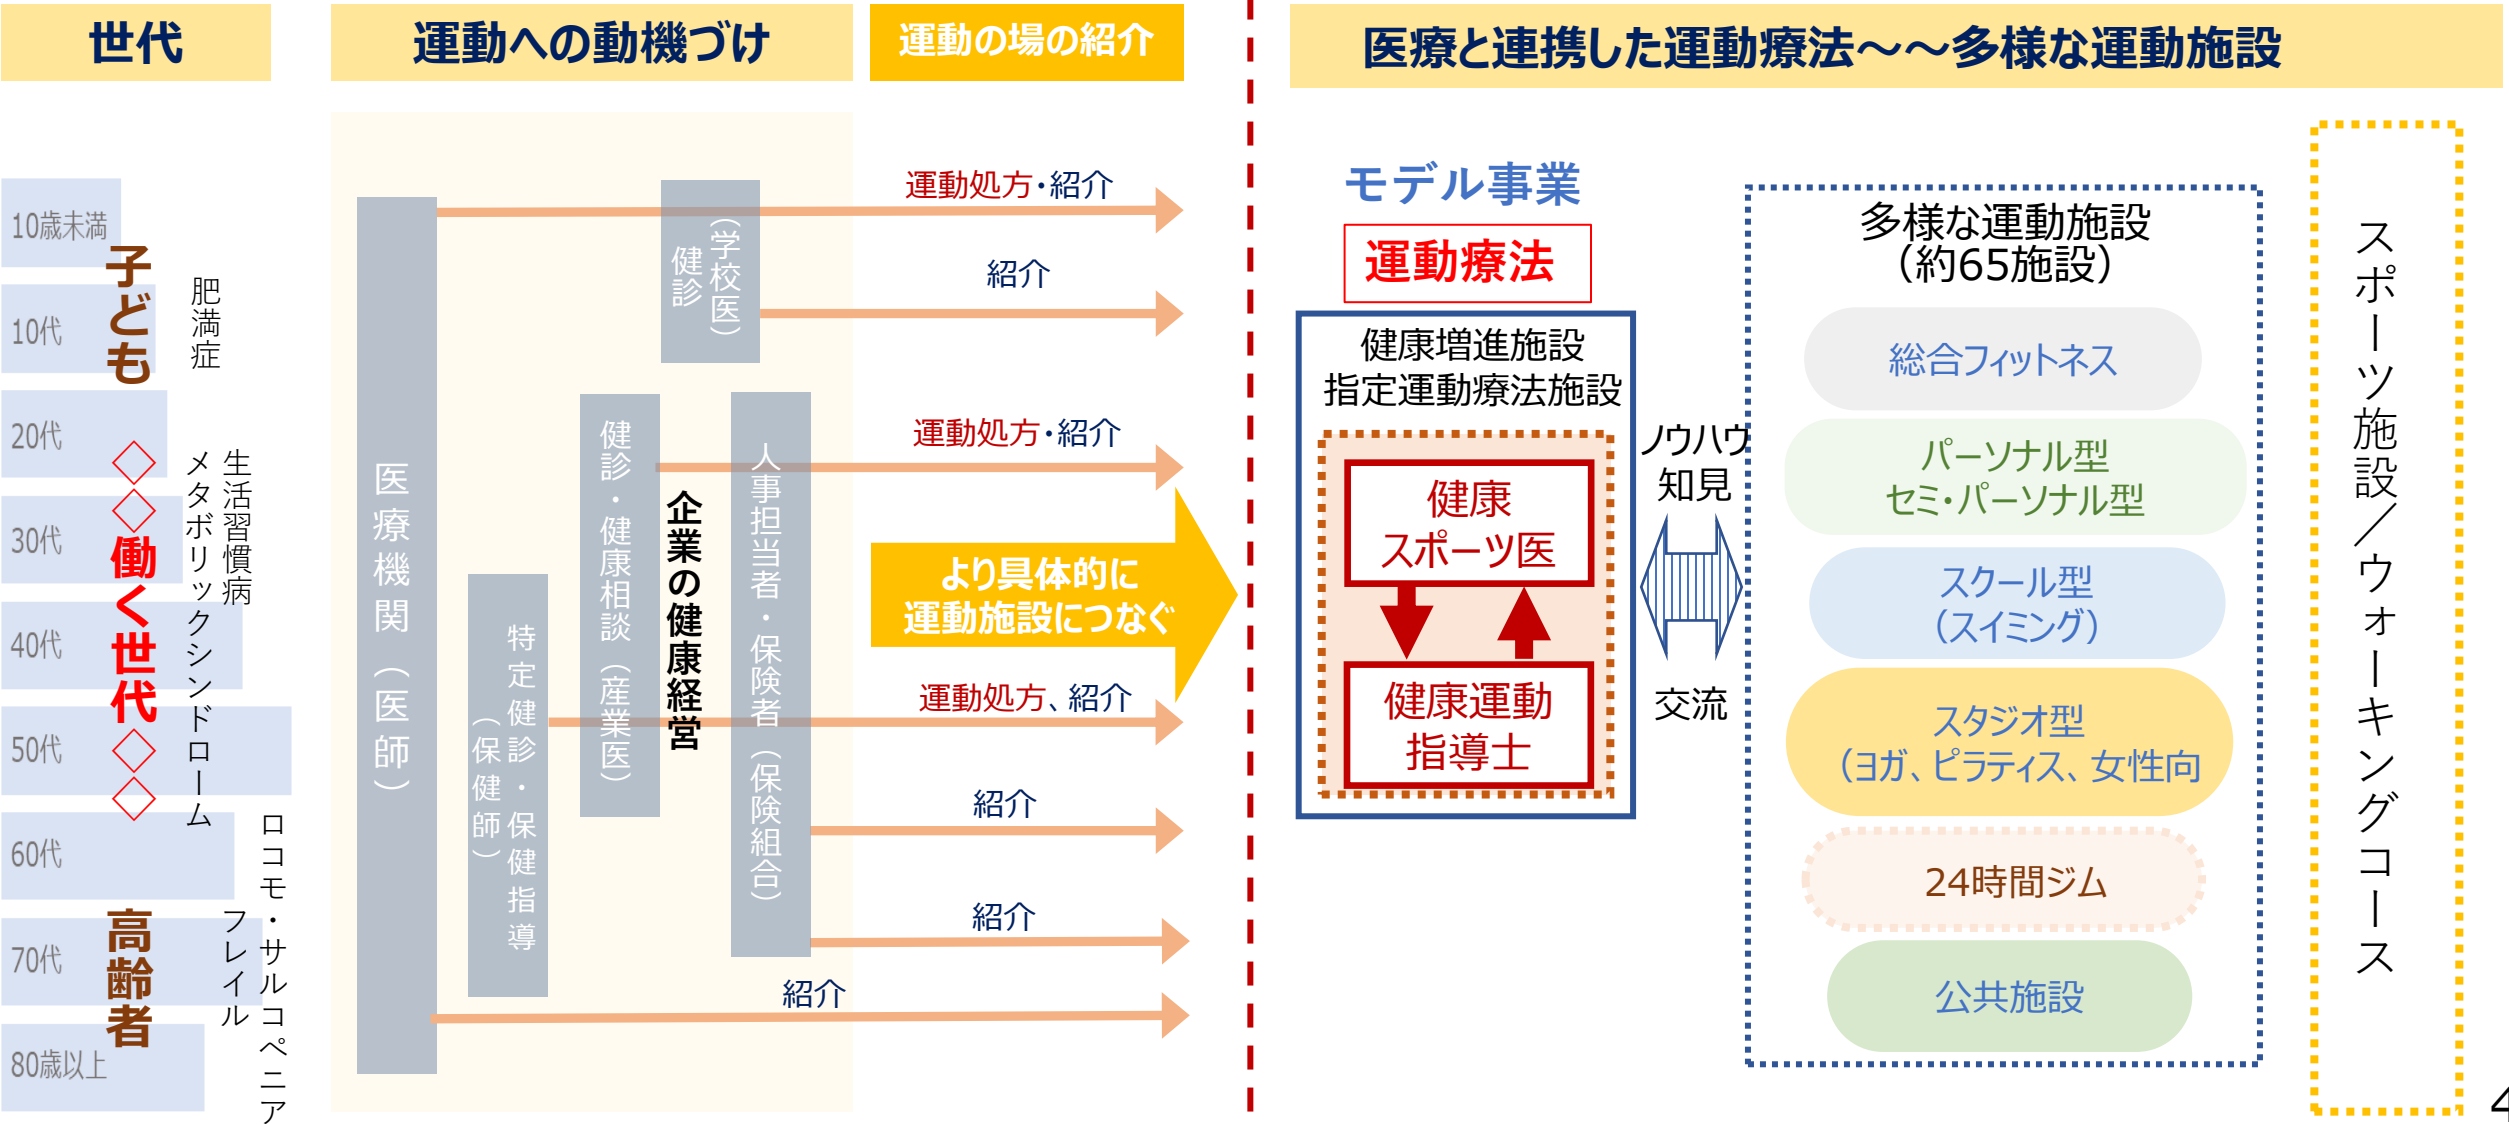 世代
運動への動機づけ
運動の場の紹介
医療と連携した運動療法～～多様な運動施設
10歳未満
10代
20代
30代
40代
50代
60代
70代
80歳以上
子ども
◇◇働く世代◇◇
高齢者
肥満症
生活習慣病
メタボリックシンドローム
ロコモ・サルコペニア
フレイル
医療機関（医師）
特定健診・保健指導
（保健師）
健診・健康相談（産業医）
企業の健康経営
（学校医）
健診
人事担当者・保険者（保険組合）
運動処方・紹介
紹介
運動処方・紹介
より具体的に
運動施設につなぐ
運動処方、紹介
紹介
紹介
紹介
モデル事業
運動療法
健康増進施設
指定運動療法施設
健康
スポーツ医
健康運動
指導士
ノウハウ
知見
交流
多様な運動施設
（約65施設）
総合フィットネス
パーソナル型
セミ・パーソナル型
スクール型
（スイミング）
スタジオ型
（ヨガ、ピラティス、女性向
24時間ジム
公共施設
スポーツ施設／ウォーキングコース
4